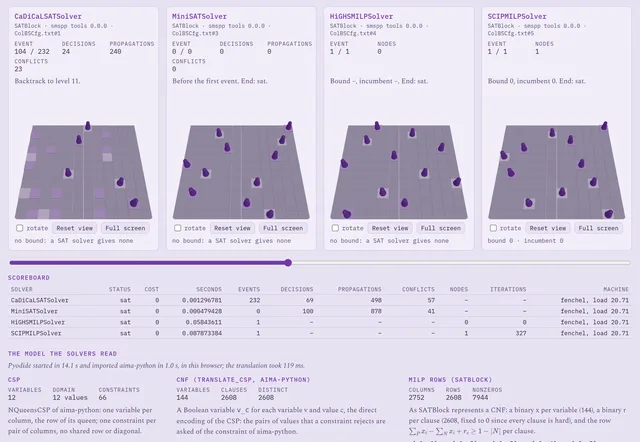 CaDiCaLSATSolver
SATBlock · smspp tools 0.0.0 ·
ColBSCfg.txt#1
EVENT DECISIONS PROPAGATIONS
104 / 232 24 240
CONFLICTS
23
Backtrack to level 11.
rotate Reset view Full screen
no bound: a SAT solver gives none
MiniSATSolver
SATBlock · smspp tools 0.0.0 ·
ColBSCfg.txt#3
EVENT DECISIONS PROPAGATIONS
0 / 0 0 0
CONFLICTS
0
Before the first event. End: sat.
rotate Reset view Full screen
no bound: a SAT solver gives none
HiGHSMILPSolver
SATBlock · smspp tools 0.0.0 ·
ColBSCfg.txt#4
EVENT NODES
1 / 1 0
Bound -, incumbent -. End: sat.
rotate Reset view Full screen
no bound: a SAT solver gives none
SCIPMILPSolver
SATBlock · smspp tools 0.0.0 ·
ColBSCfg.txt#5
EVENT NODES
1 / 1 1
Bound 0, incumbent 0. End: sat.
rotate Reset view Full screen
bound 0 · incumbent 0
SCOREBOARD
SOLVER STATUS COST SECONDS EVENTS DECISIONS PROPAGATIONS CONFLICTS NODES ITERATIONS MACHINE
CaDiCaLSATSolver sat 0 0.001296781 232 69 498 57 – – fenchel, load 20.71
MiniSATSolver sat 0 0.000479428 0 100 878 41 – – fenchel, load 20.71
HiGHSMILPSolver sat 0 0.05843611 1 – – – 0 0 fenchel, load 20.71
SCIPMILPSolver sat 0 0.087873384 1 – – – 1 327 fenchel, load 20.71
THE MODEL THE SOLVERS READ
Pyodide started in 14.1 s and imported aima-python in 1.0 s, in this browser; the translation took 119 ms.
CSP
VARIABLES DOMAIN CONSTRAINTS
12 12 values 66
NQueensCSP of aima-python: one variable
per column, the row of its queen; one constraint per
pair of columns, no shared row or diagonal.
CNF (TRANSLATE_CSP, AIMA-PYTHON)
VARIABLES CLAUSES DISTINCT
144 2608 2608
A Boolean variable v_c for each variable v and value c, the direct
encoding of the CSP: the pairs of values that a constraint rejects are
asked of the constraint of aima-python.
MILP ROWS (SATBLOCK)
COLUMNS ROWS NONZEROS
2752 2608 7944
As SATBlock represents a CNF: a binary x per variable (144), a binary r
per clause (2608, fixed to 0 since every clause is hard), and the row
∑P xi − ∑N xi + rc ≥ 1 − |N| per clause.